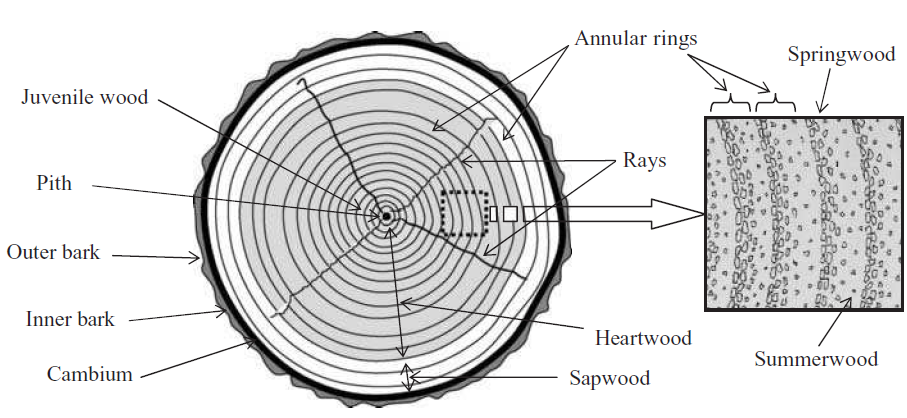 Annular rings
Springwood
Juvenile wood
Rays
Pith
Outer bark
Inner bark
Heartwood
Summerwood
Cambium
Sapwood